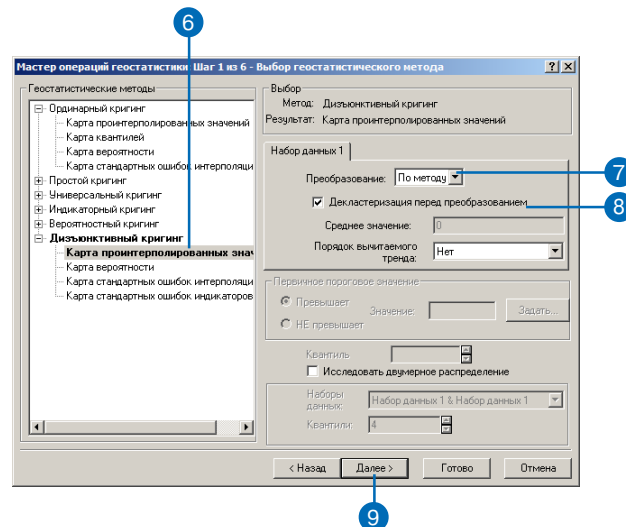 6
Мастер операций геостатистики: Шаг 1 из 6 - Выбор геостатистического метода
Геостатистические методы
Ординарный кригинг
Карта проинтерполированных значений
Карта квантилей
Карта вероятности
Карта стандартных ошибок интерполяци
Простой кригинг
Универсальный кригинг
Индикаторный кригинг
Вероятностный кригинг
Дизъюнктивный кригинг
Карта проинтерполированных знач
Карта вероятности
Карта стандартных ошибок интерполяци
Карта стандартных ошибок индикаторов
Выбор
Метод: Дизъюнктивный кригинг
Результат: Карта проинтерполированных значений
Набор данных 1
Преобразование: По методу
7
Декластеризация перед преобразованием
8
Среднее значение: 0
Порядок вычитаемого тренда: Нет
Первичное пороговое значение
Превышает
НЕ превышает
Значение:
Задать...
Квантиль
Исследовать двумерное распределение
Наборы данных: Набор данных 1 & Набор данных 1
Квантили: 4
< Назад
Далее >
Готово
Отмена
9